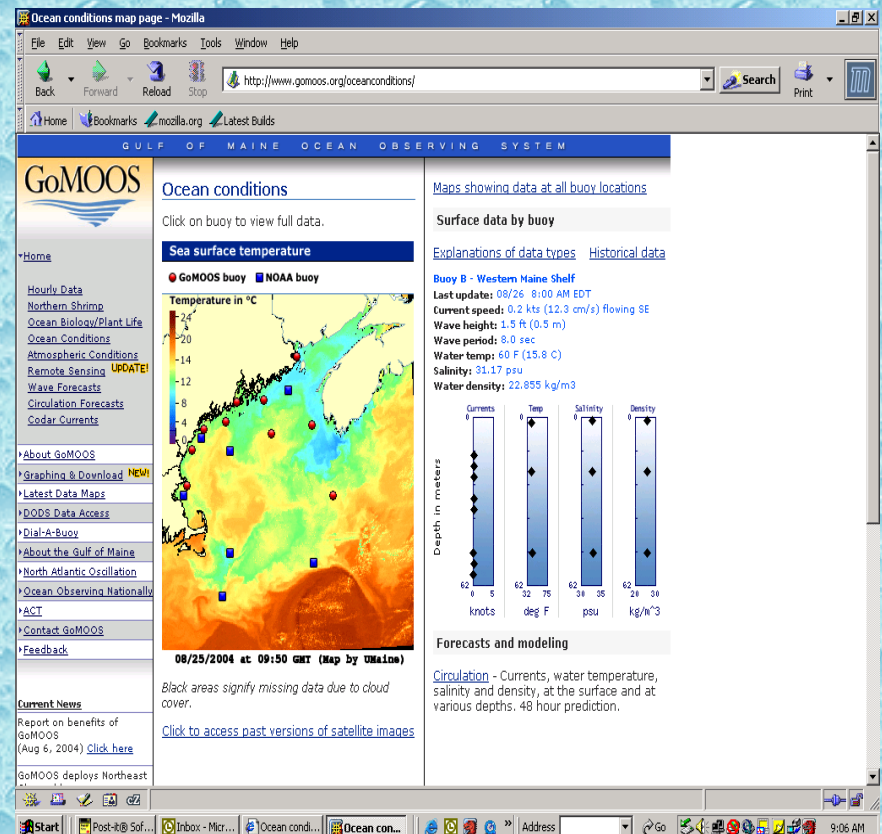 Ocean conditions map page - Mozilla
File Edit View Go Bookmarks Tools Window Help
Back Forward Reload Stop http://www.gomoos.org/oceanconditions/ Search Print
Home Bookmarks mozilla.org Latest Builds
GULF OF MAINE OCEAN OBSERVING SYSTEM
GoMOOS
Home
Hourly Data
Northern Shrimp
Ocean Biology/Plant Life
Ocean Conditions
Atmospheric Conditions
Remote Sensing UPDATE!
Wave Forecasts
Circulation Forecasts
Codar Currents
About GoMOOS
Graphing & Download NEW!
Latest Data Maps
DODS Data Access
Dial-A-Buoy
About the Gulf of Maine
North Atlantic Oscillation
Ocean Observing Nationally
ACT
Contact GoMOOS
Feedback
Current News
Report on benefits of
GoMOOS
(Aug 6, 2004) Click here
GoMOOS deploys Northeast
Ocean conditions
Click on buoy to view full data.
Sea surface temperature
GoMOOS buoy NOAA buoy
Temperature in °C
24
20
14
12
8
4
0
08/25/2004 at 09:50 GMT (Map by UMaine)
Black areas signify missing data due to cloud
cover.
Click to access past versions of satellite images
Maps showing data at all buoy locations
Surface data by buoy
Explanations of data types Historical data
Buoy B - Western Maine Shelf
Last update: 08/26 8:00 AM EDT
Current speed: 0.2 kts (12.3 cm/s) flowing SE
Wave height: 1.5 ft (0.5 m)
Wave period: 8.0 sec
Water temp: 60 F (15.8 C)
Salinity: 31.17 psu
Water density: 22.855 kg/m3
Currents Temp Salinity Density
0 0 0 0
Depth in meters
62 62 62 62
0 5 32 75 30 35 20 30
knots deg F psu kg/m^3
Forecasts and modeling
Circulation - Currents, water temperature,
salinity and density, at the surface and at
various depths. 48 hour prediction.
Start Post-it® Sof... Inbox - Micr... Ocean condi... Ocean con... » Address Go 9:06 AM